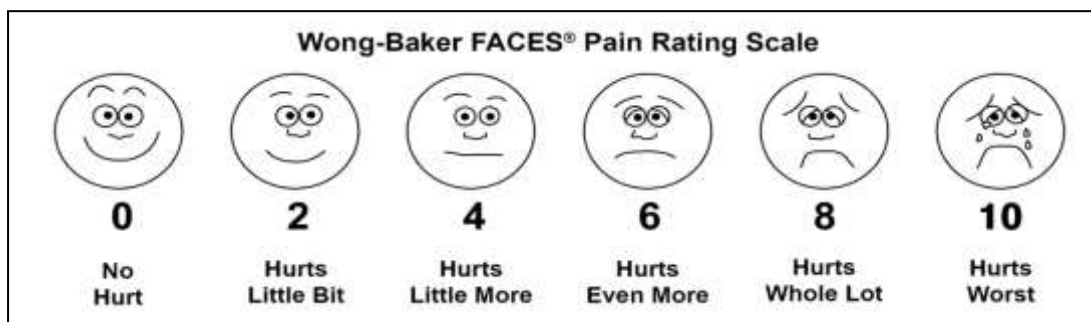 Wong-Baker FACES® Pain Rating Scale
0
2
4
6
8
10
No
Hurt
Hurts
Little Bit
Hurts
Little More
Hurts
Even More
Hurts
Whole Lot
Hurts
Worst